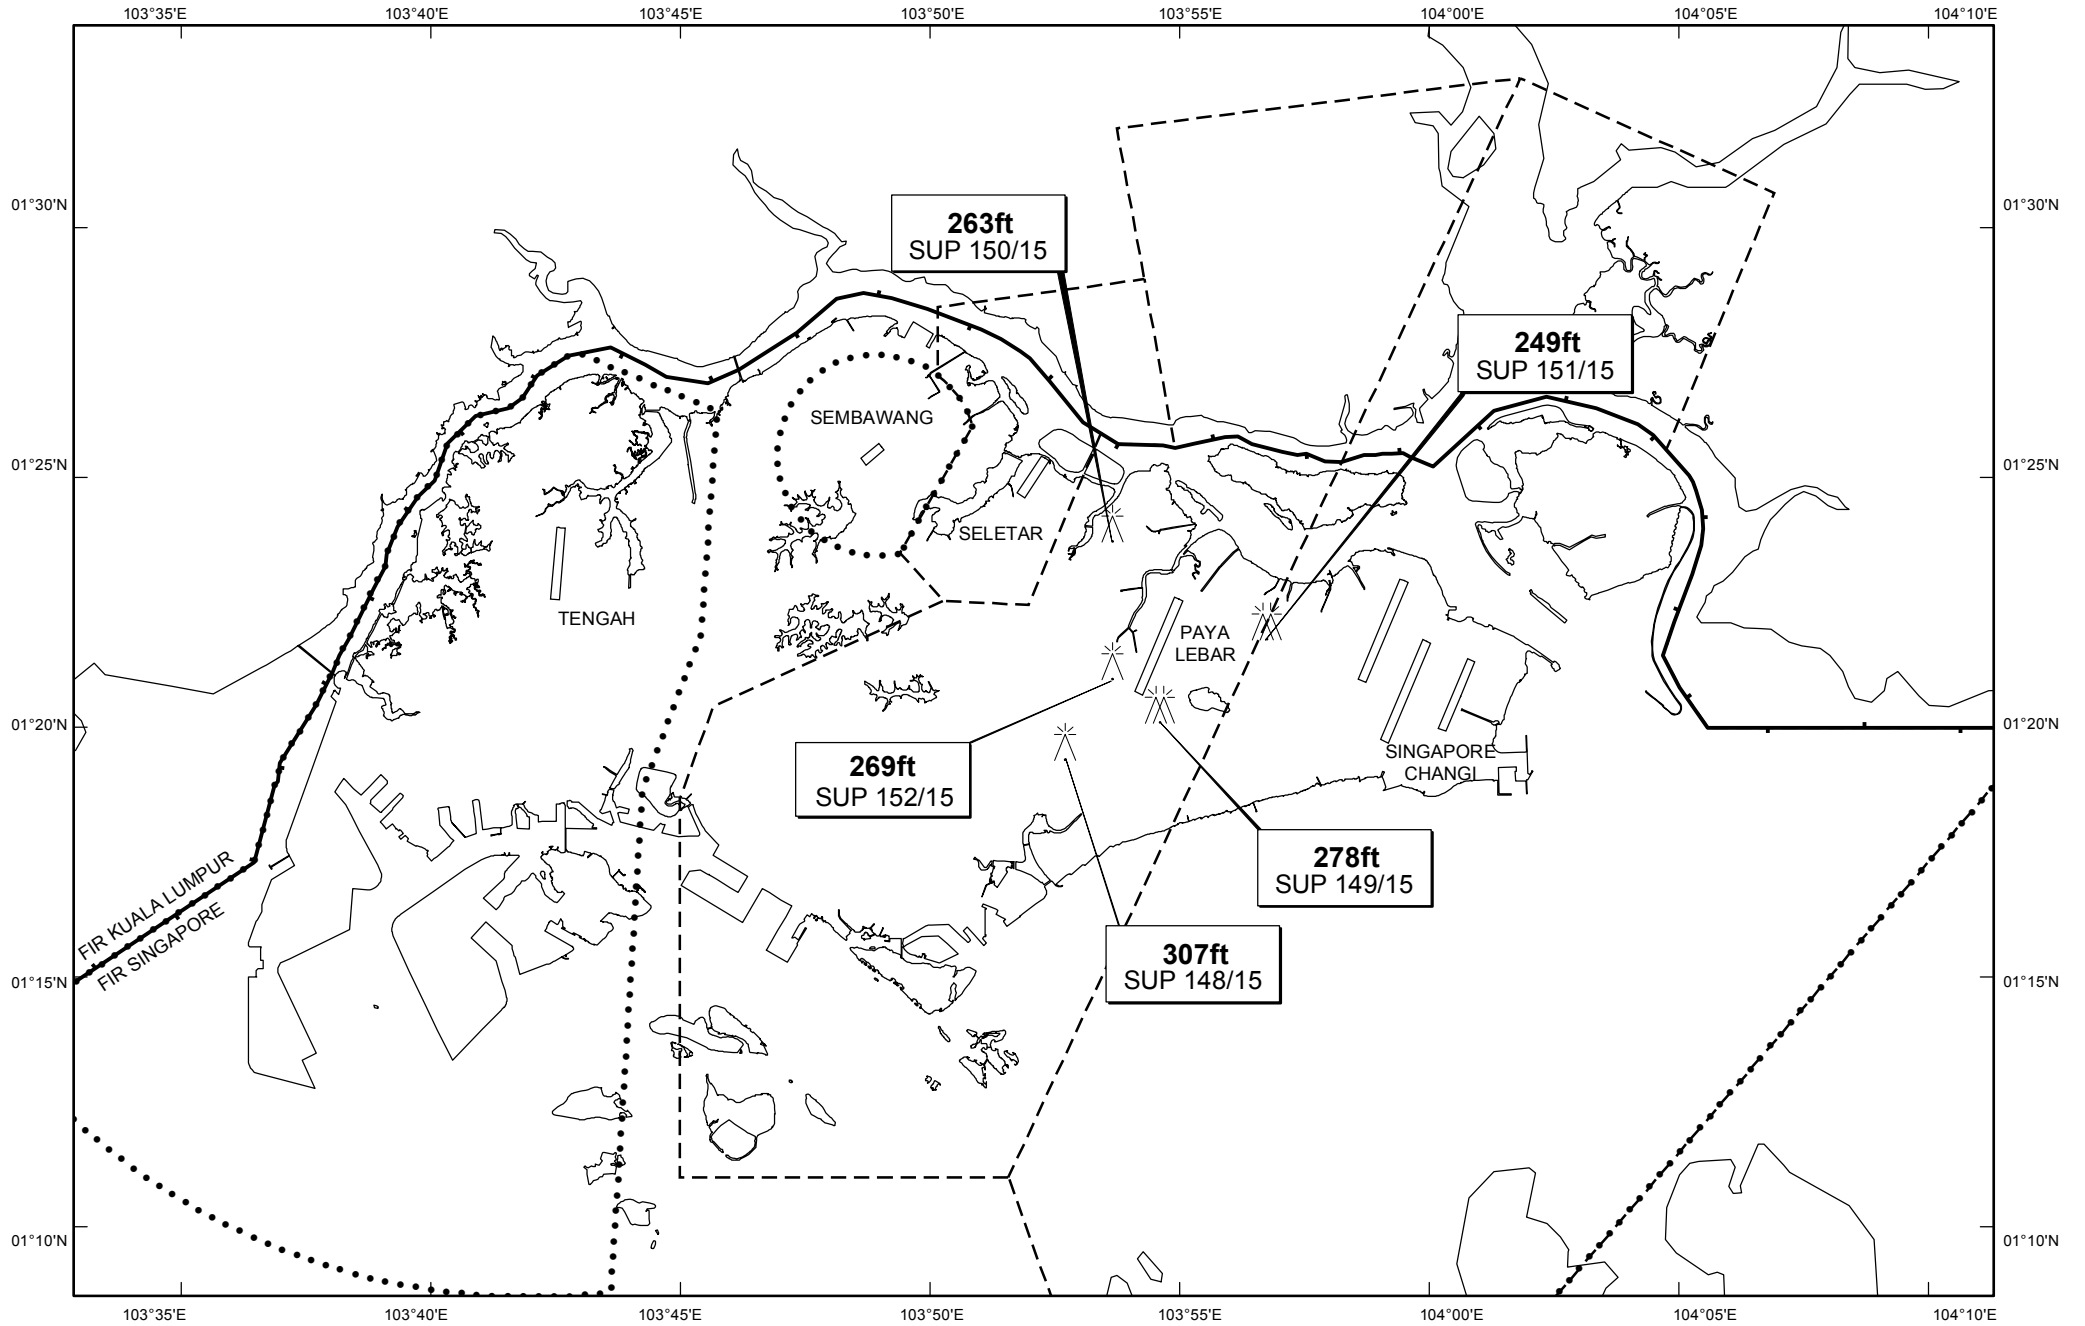 103°35'E 103°40'E 103°45'E 103°50'E 103°55'E 104°00'E 104°05'E 104°10'E
01°30'N 01°30'N
263ft
SUP 150/15
249ft
SUP 151/15
SEMBAWANG
01°25'N 01°25'N
SELETAR
TENGAH
PAYA
LEBAR
01°20'N 01°20'N
SINGAPORE
CHANGI
269ft
SUP 152/15
278ft
SUP 149/15
FIR KUALA LUMPUR
FIR SINGAPORE
307ft
SUP 148/15
01°15'N 01°15'N
01°10'N 01°10'N
103°35'E 103°40'E 103°45'E 103°50'E 103°55'E 104°00'E 104°05'E 104°10'E